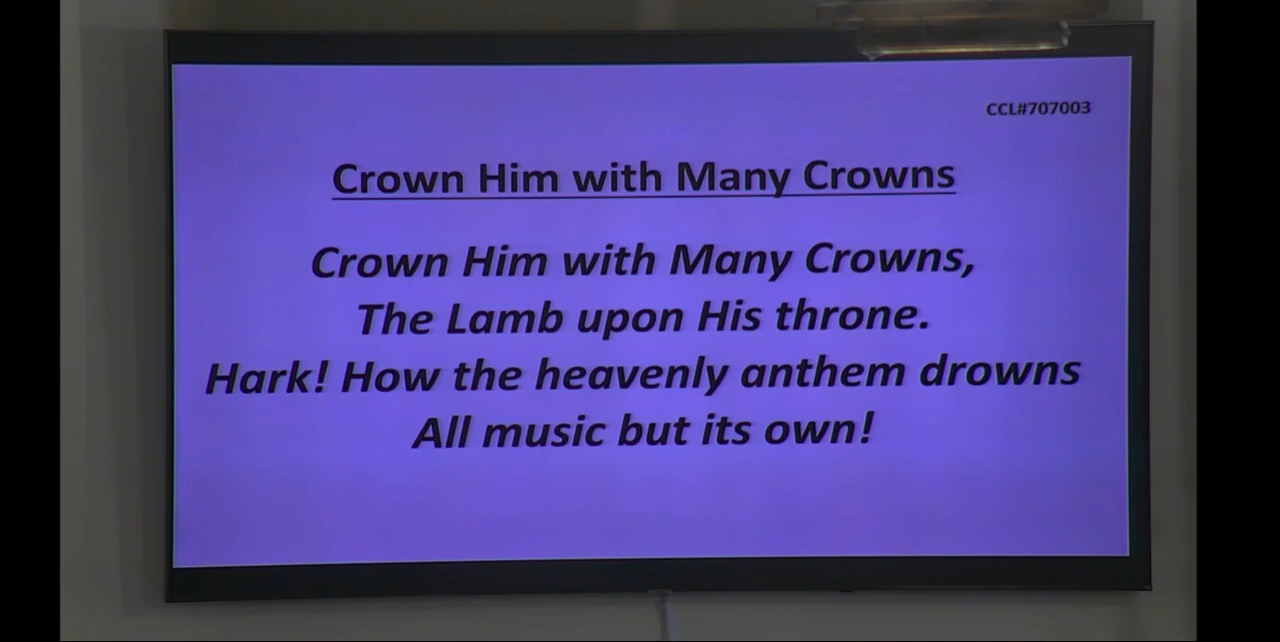 CCL#707003
Crown Him with Many Crowns
Crown Him with Many Crowns,
The Lamb upon His throne.
Hark! How the heavenly anthem drowns
All music but its own!